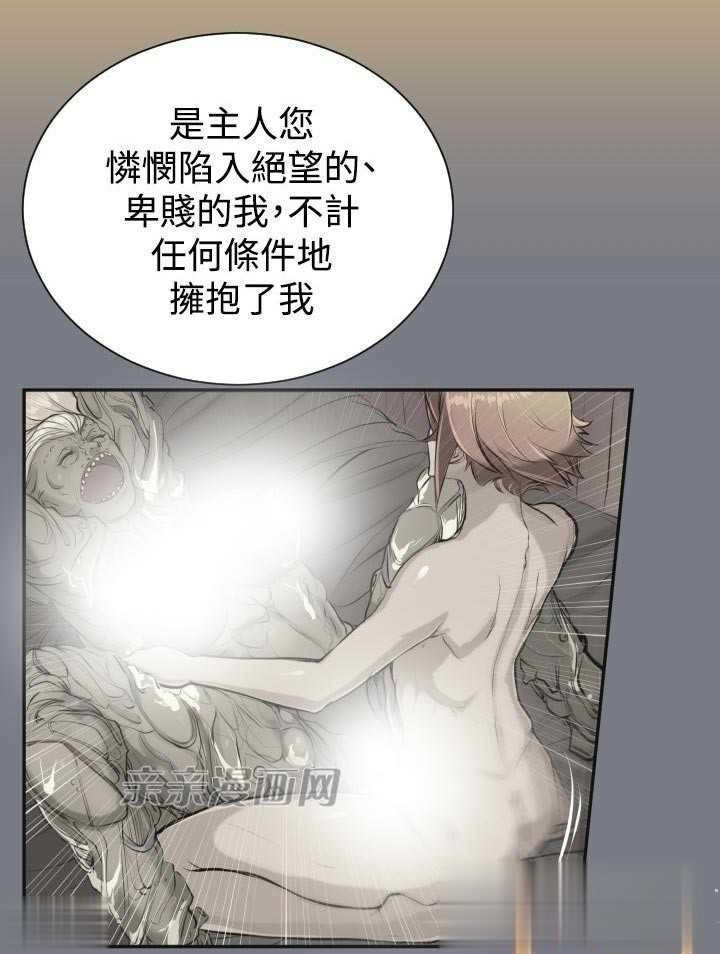 是主人您
憐憫陷入絕望的、
卑賤的我,不計
任何條件地
擁抱了我
亲亲漫画网